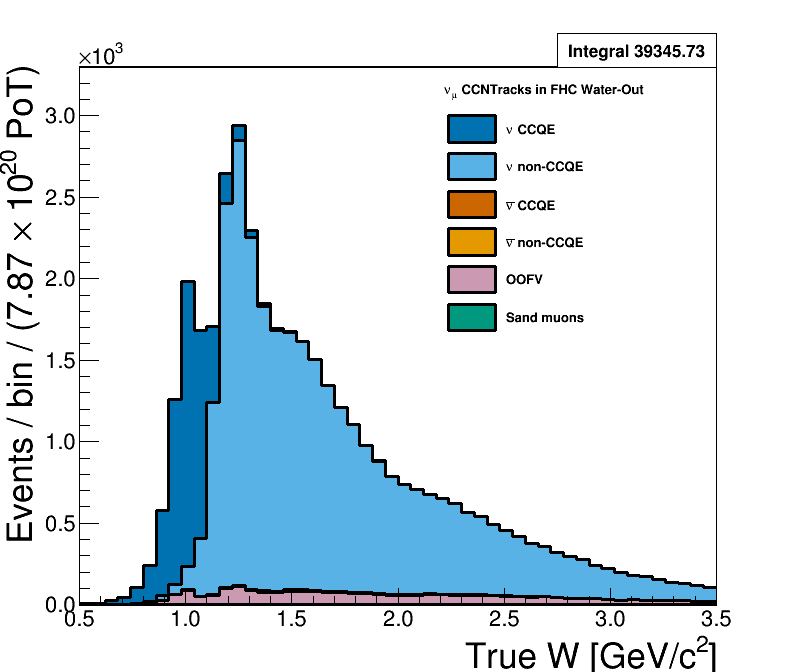 Integral 39345.73
×10³
ν_μ CCNTracks in FHC Water-Out
ν CCQE
ν non-CCQE
ν̅ CCQE
ν̅ non-CCQE
OOFV
Sand muons
Events / bin / (7.87 × 10²⁰ PoT)
3.0
2.5
2.0
1.5
1.0
0.5
0.0
0.5 1.0 1.5 2.0 2.5 3.0 3.5
True W [GeV/c²]